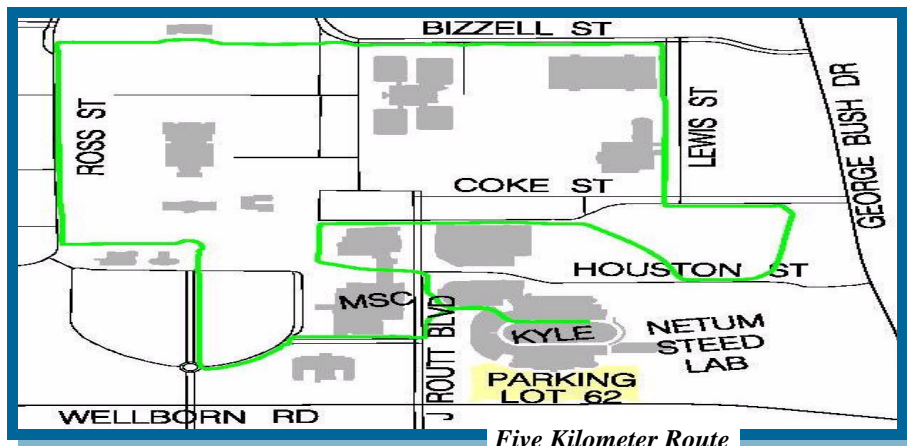 BIZZELL ST
ROSS ST
LEWIS ST
GEORGE BUSH DR
COKE ST
HOUSTON ST
MSC
J ROUTT BLVD
KYLE
NETUM
STEED
LAB
PARKING
LOT 62
WELLBORN RD
Five Kilometer Route